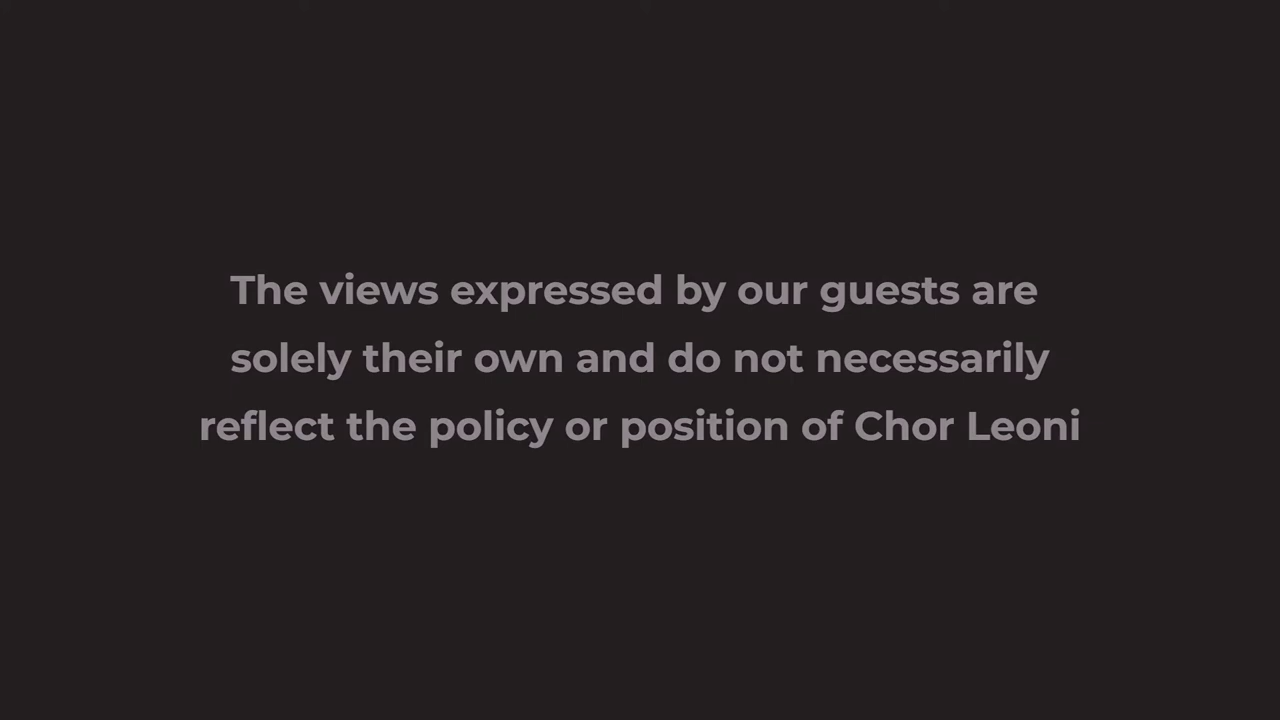 The views expressed by our guests are
solely their own and do not necessarily
reflect the policy or position of Chor Leoni